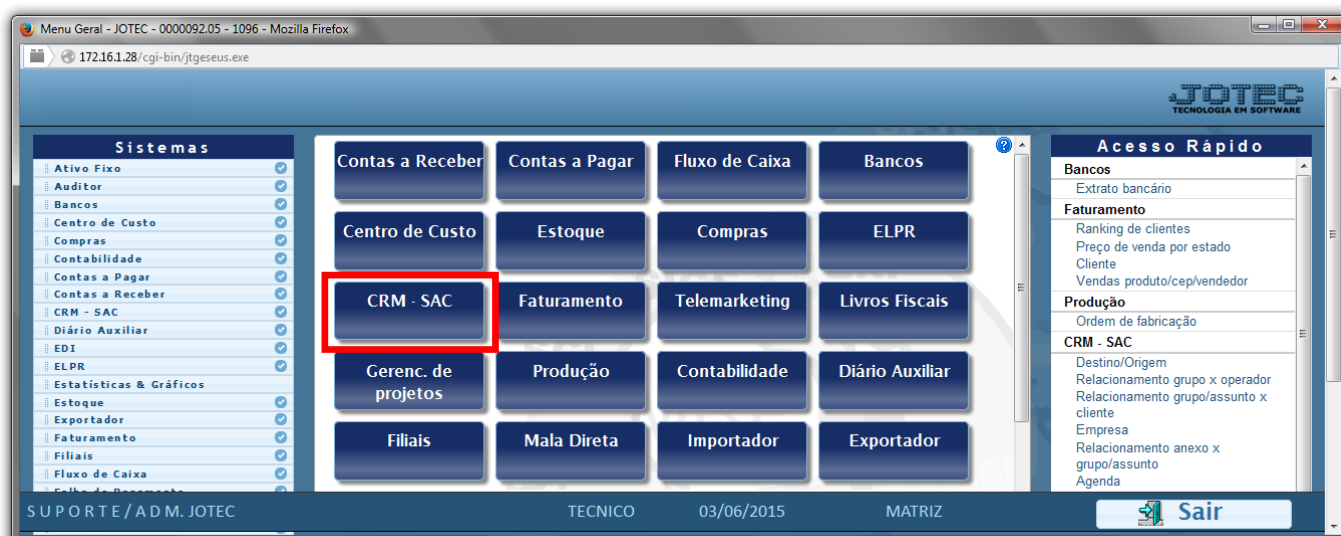 Menu Geral - JOTEC - 0000092.05 - 1096 - Mozilla Firefox
172.16.1.28/cgi-bin/jtgeseus.exe
JOTEC
TECNOLOGIA EM SOFTWARE
Sistemas
Ativo Fixo
Auditor
Bancos
Centro de Custo
Compras
Contabilidade
Contas a Pagar
Contas a Receber
CRM - SAC
Diário Auxiliar
EDI
ELPR
Estatísticas & Gráficos
Estoque
Exportador
Faturamento
Filiais
Fluxo de Caixa
Folha de Pagamento
Contas a Receber
Contas a Pagar
Fluxo de Caixa
Bancos
Centro de Custo
Estoque
Compras
ELPR
CRM - SAC
Faturamento
Telemarketing
Livros Fiscais
Gerenc. de
projetos
Produção
Contabilidade
Diário Auxiliar
Filiais
Mala Direta
Importador
Exportador
Acesso Rápido
Bancos
Extrato bancário
Faturamento
Ranking de clientes
Preço de venda por estado
Cliente
Vendas produto/cep/vendedor
Produção
Ordem de fabricação
CRM - SAC
Destino/Origem
Relacionamento grupo x operador
Relacionamento grupo/assunto x
cliente
Empresa
Relacionamento anexo x
grupo/assunto
Agenda
SUPORTE/ADM. JOTEC
TECNICO
03/06/2015
MATRIZ
Sair